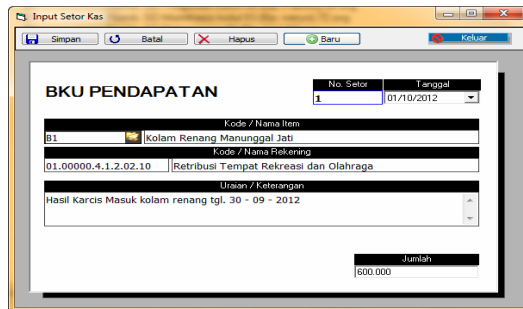 Input Setor Kas
Simpan Batal Hapus Baru Keluar
BKU PENDAPATAN
No. Setor Tanggal
1 01/10/2012
Kode / Nama Item
B1 Kolam Renang Manunggal Jati
Kode / Nama Rekening
01.00000.4.1.2.02.10 Retribusi Tempat Rekreasi dan Olahraga
Uraian / Keterangan
Hasil Karcis Masuk kolam renang tgl. 30 - 09 - 2012
Jumlah
600.000